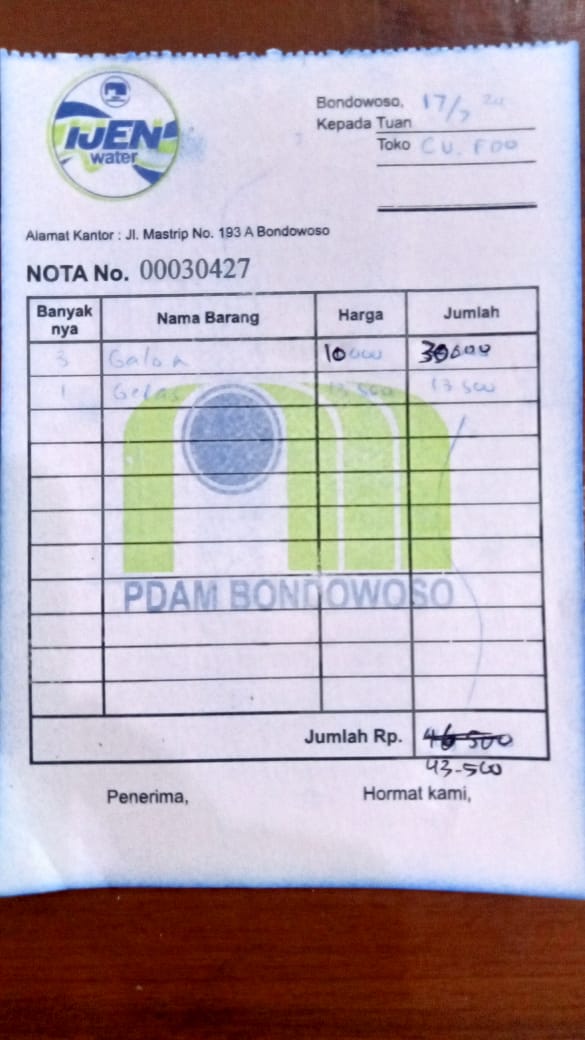 IJEN
water
Bondowoso, 17/7 24
Kepada Tuan
Toko CV. FDO
Alamat Kantor : Jl. Mastrip No. 193 A Bondowoso
NOTA No. 00030427
Banyak nya Nama Barang Harga Jumlah
3 Galon 10000 30000
1 Gelas 13.500 13.500
PDAM BONDOWOSO
Jumlah Rp. 46 500
43-500
Penerima, Hormat kami,